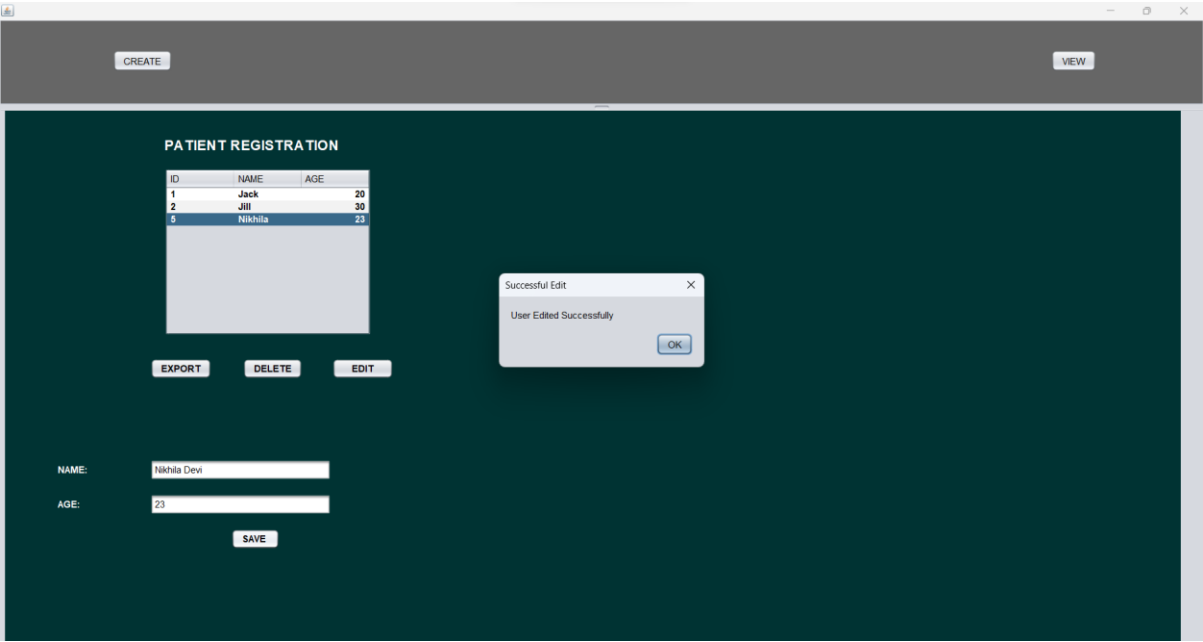 CREATE VIEW
PATIENT REGISTRATION
ID NAME AGE
1 Jack 20
2 Jill 30
5 Nikhila 23
Successful Edit
User Edited Successfully
OK
EXPORT DELETE EDIT
NAME: Nikhila Devi
AGE: 23
SAVE